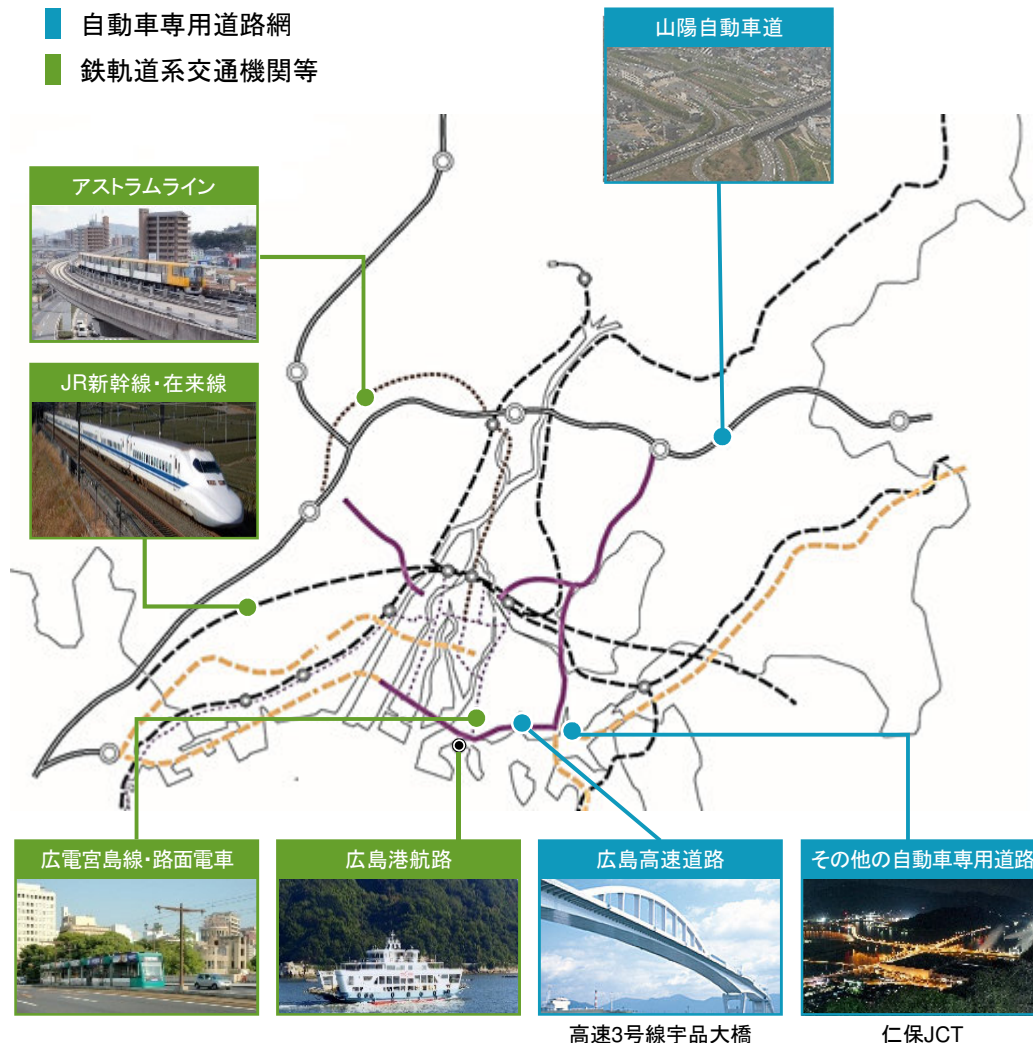 自動車専用道路網
鉄軌道系交通機関等
山陽自動車道
アストラムライン
JR新幹線・在来線
広電宮島線・路面電車
広島港航路
広島高速道路
その他の自動車専用道路
高速3号線宇品大橋
仁保JCT